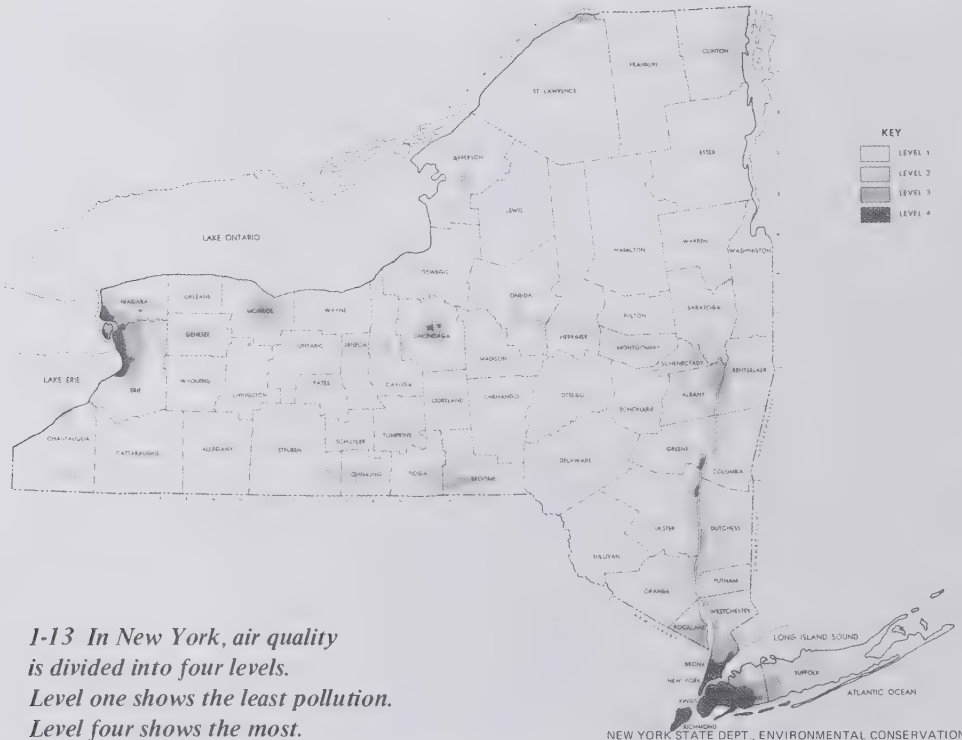 CLINTON
FRANKLIN
ST. LAWRENCE
KEY
LEVEL 1
LEVEL 2
LEVEL 3
LEVEL 4
ESSEX
JEFFERSON
LEWIS
HAMILTON
WARREN
WASHINGTON
LAKE ONTARIO
OSWEGO
ONEIDA
NIAGARA
ORLEANS
MONROE
WAYNE
SARATOGA
FULTON
HERKIMER
MONTGOMERY
GENESEE
ONTARIO
SENECA
ONONDAGA
MADISON
SCHENECTADY
RENSSELAER
LAKE ERIE
ERIE
WYOMING
LIVINGSTON
YATES
CAYUGA
CORTLAND
CHENANGO
OTSEGO
SCHOHARIE
ALBANY
CHAUTAUQUA
CATTARAUGUS
ALLEGANY
STEUBEN
SCHUYLER
TOMPKINS
CHEMUNG
TIOGA
BROOME
DELAWARE
GREENE
COLUMBIA
ULSTER
DUTCHESS
SULLIVAN
ORANGE
PUTNAM
ROCKLAND
WESTCHESTER
LONG ISLAND SOUND
BRONX
NEW YORK
KINGS
RICHMOND
SUFFOLK
ATLANTIC OCEAN
1-13 In New York, air quality
is divided into four levels.
Level one shows the least pollution.
Level four shows the most.
NEW YORK STATE DEPT., ENVIRONMENTAL CONSERVATION